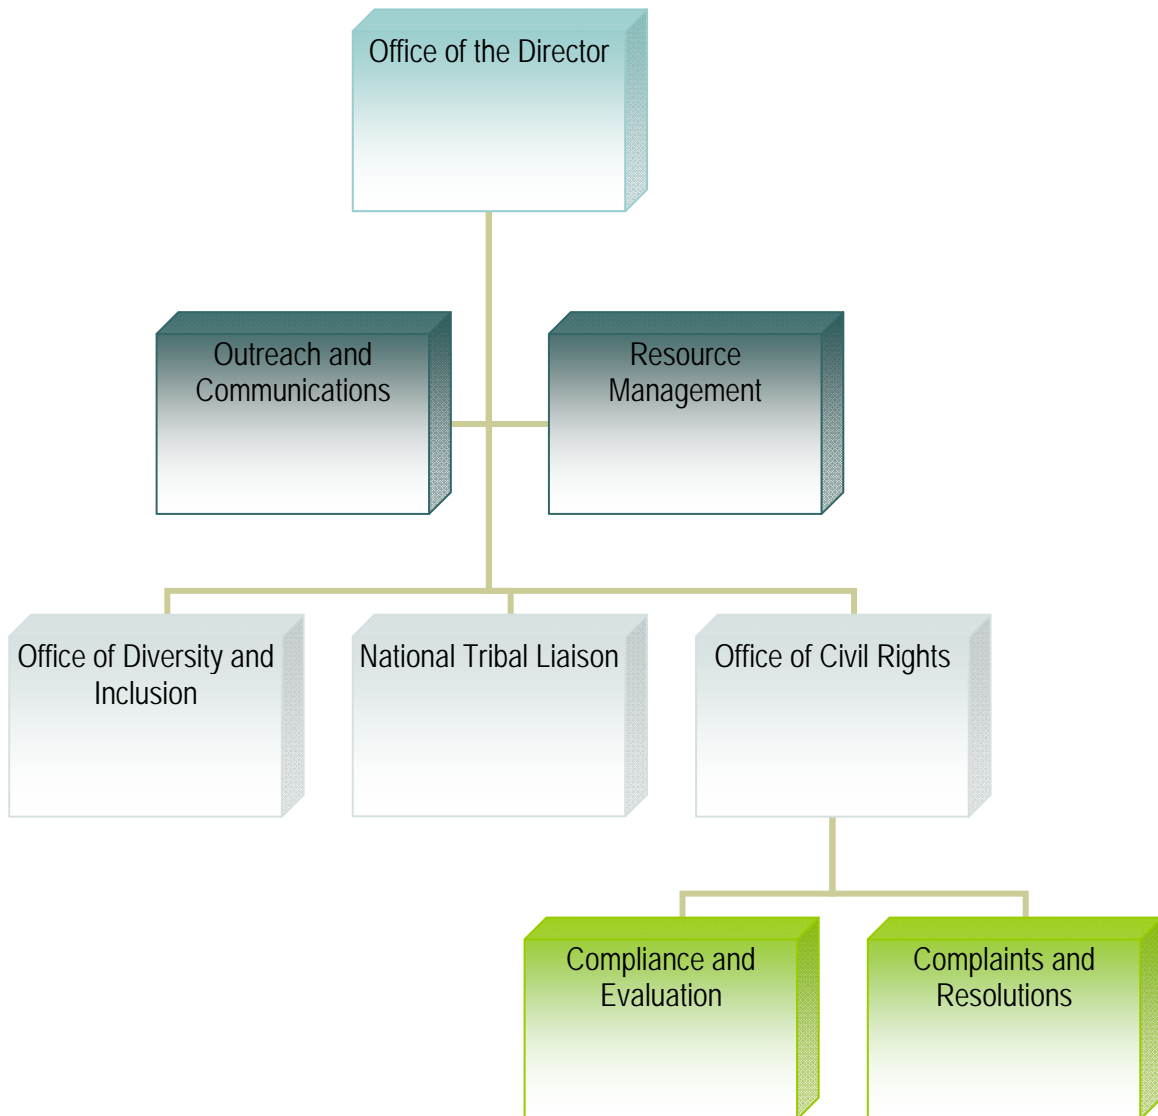 Office of the Director
Outreach and
Communications
Resource
Management
Office of Diversity and
Inclusion
National Tribal Liaison
Office of Civil Rights
Compliance and
Evaluation
Complaints and
Resolutions